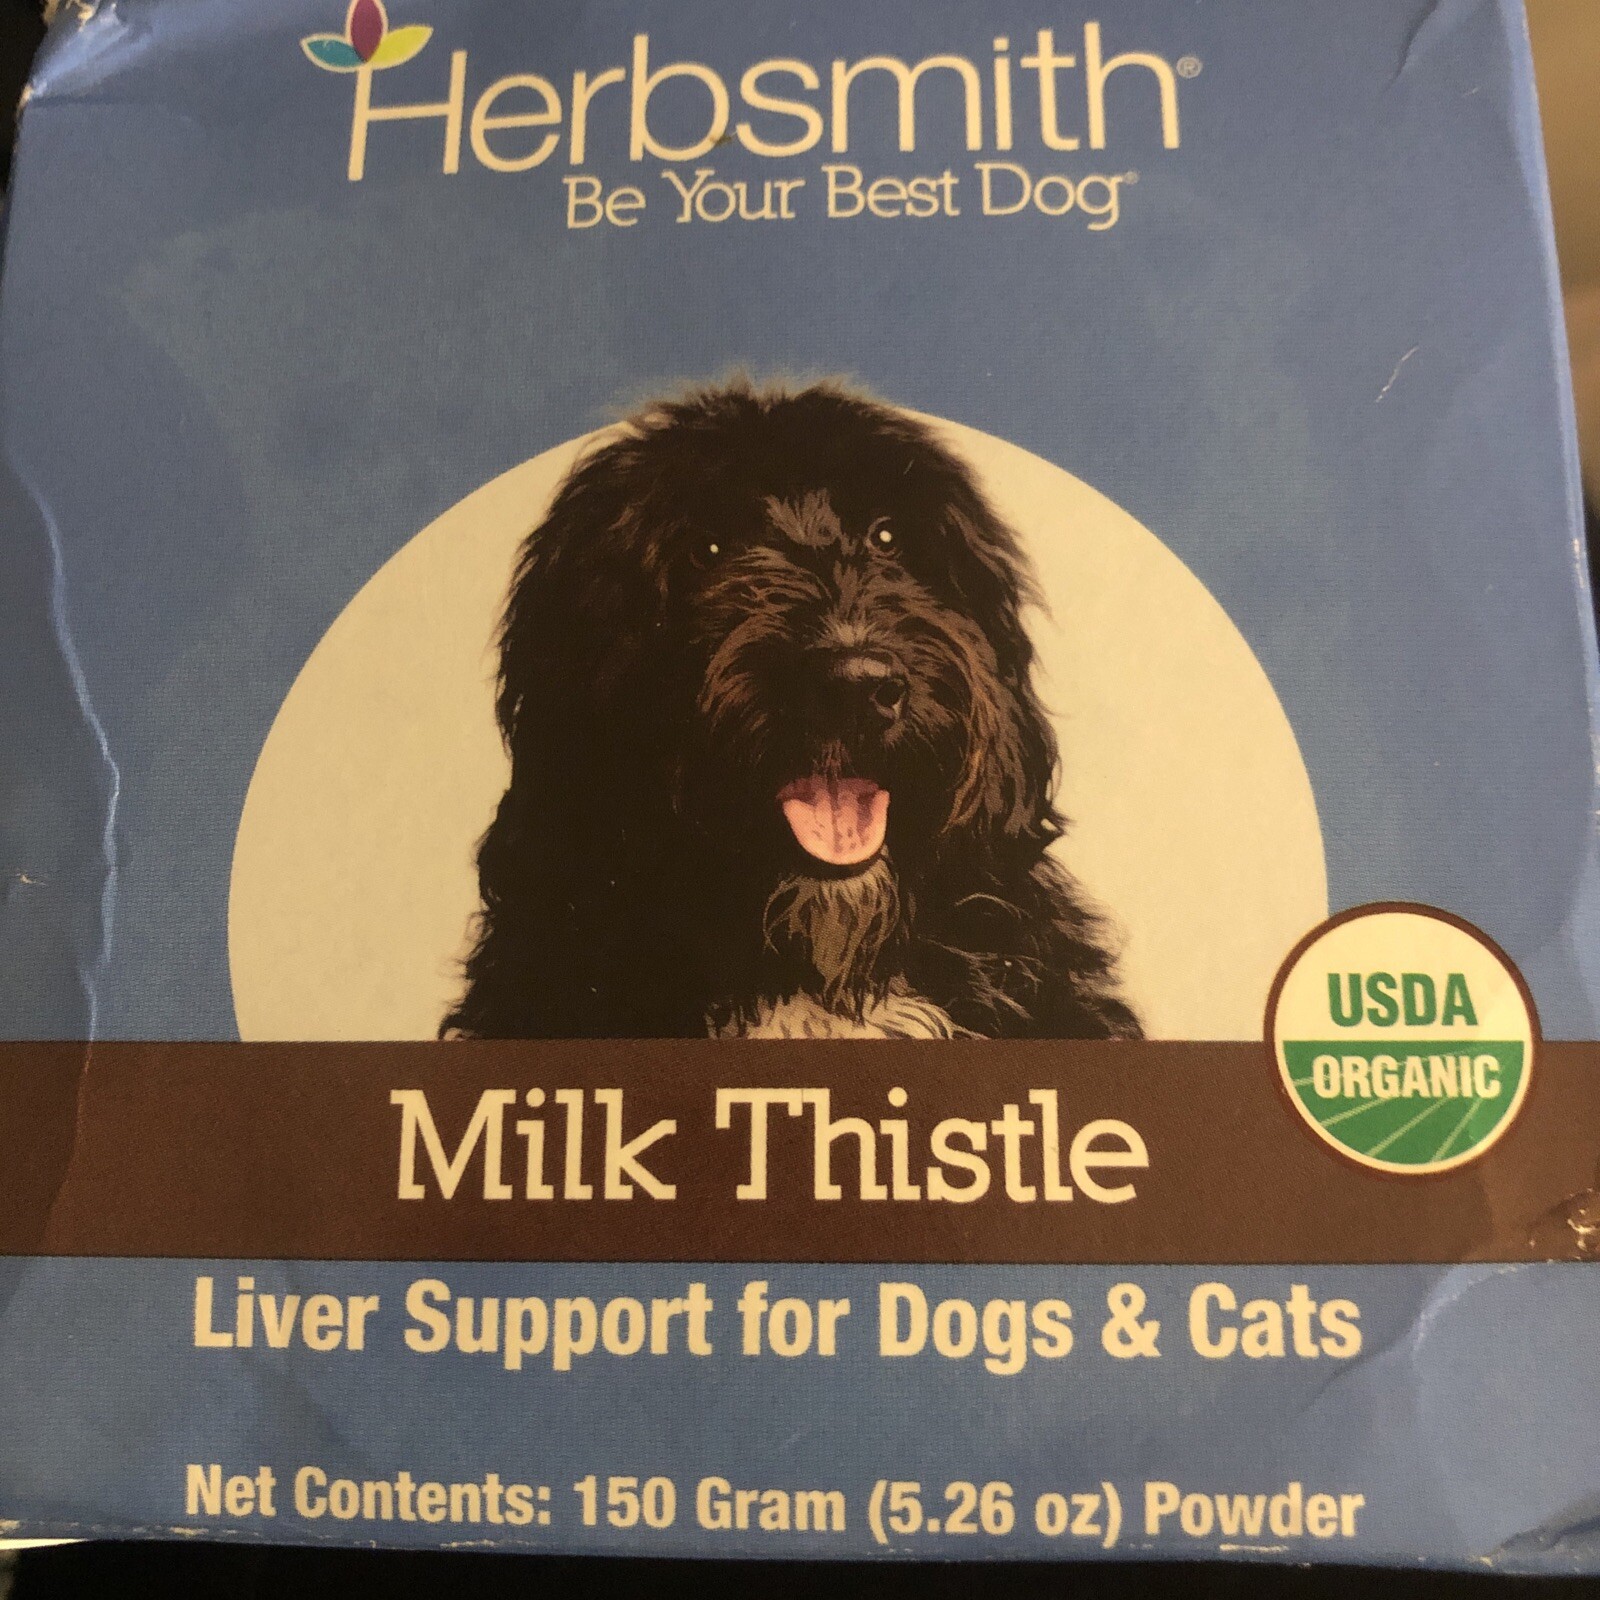 Herbsmith®
Be Your Best Dog®
USDA
ORGANIC
Milk Thistle
Liver Support for Dogs & Cats
Net Contents: 150 Gram (5.26 oz) Powder